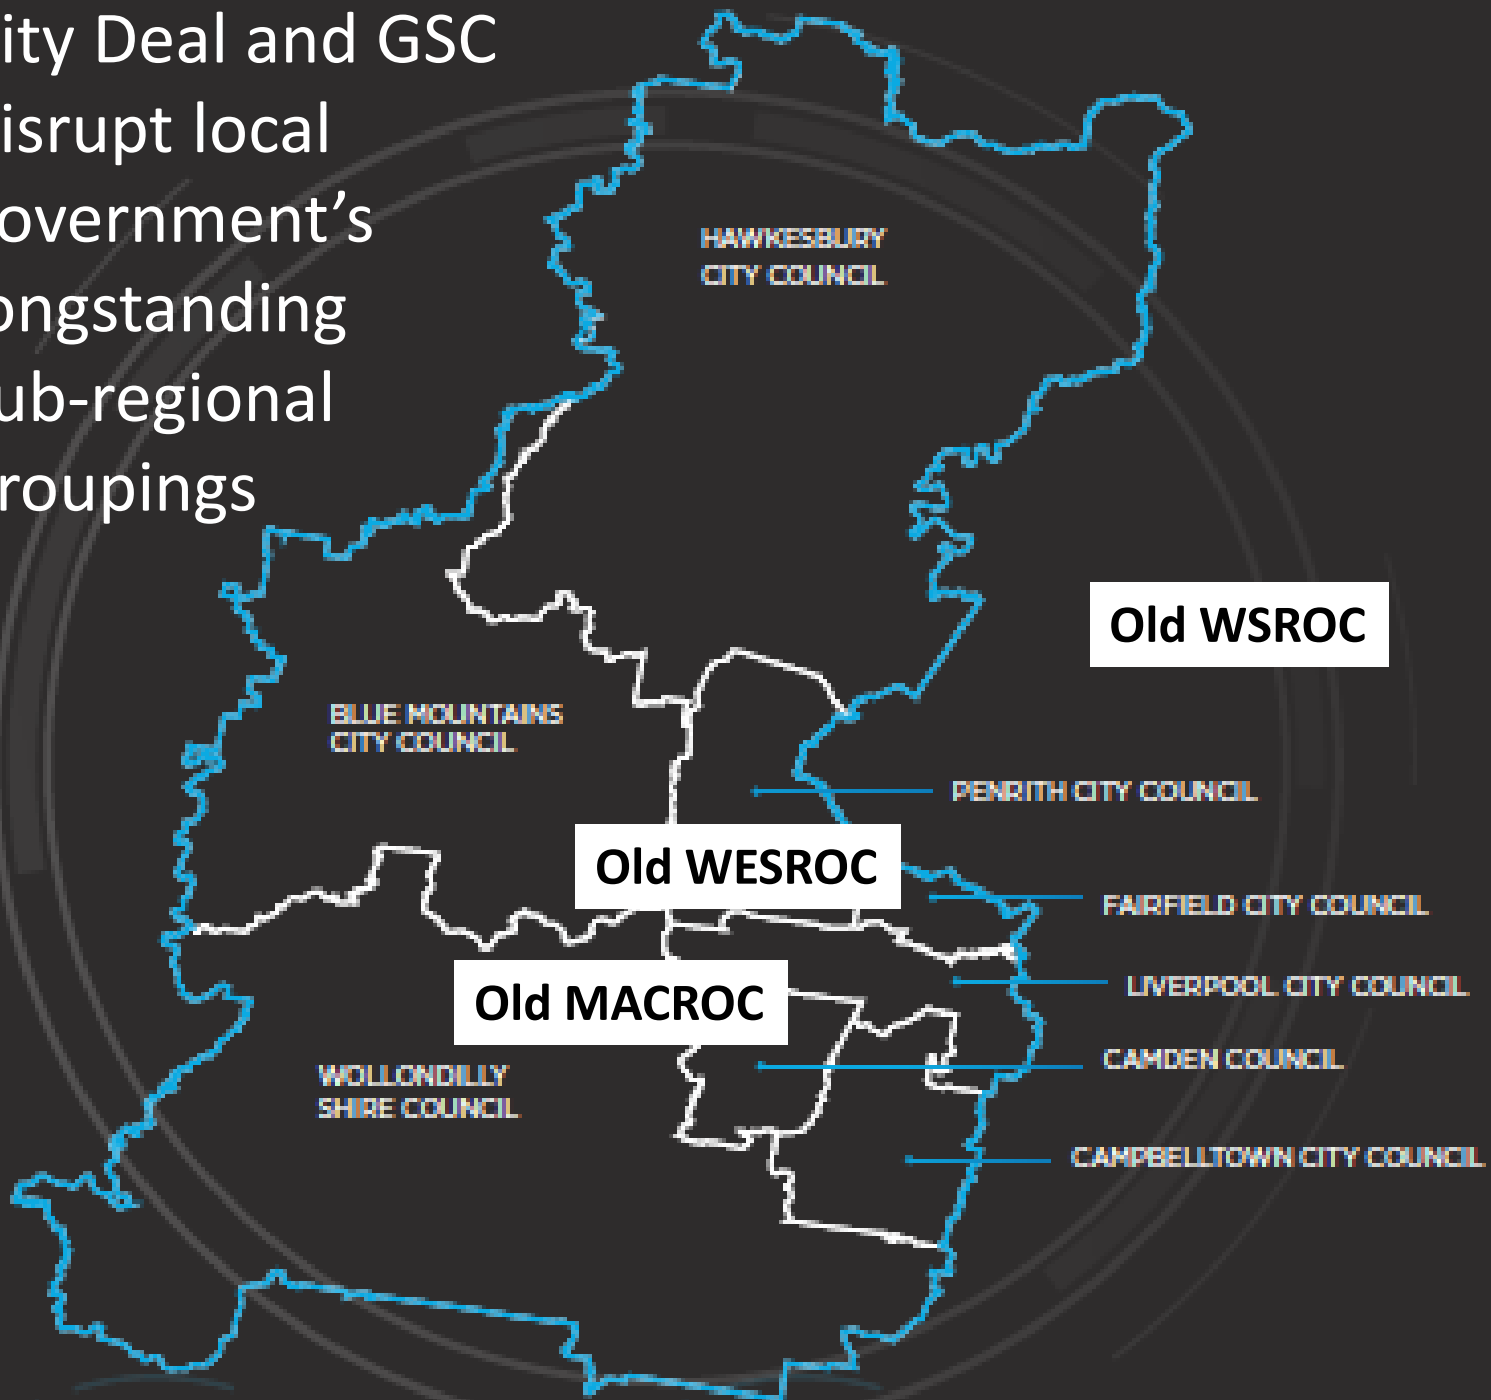 ity Deal and GSC
isrupt local
overnment’s
ongstanding
ub-regional
roupings
HAWKESBURY
CITY COUNCIL
Old WSROC
BLUE MOUNTAINS
CITY COUNCIL
PENRITH CITY COUNCIL
Old WESROC
FAIRFIELD CITY COUNCIL
Old MACROC
LIVERPOOL CITY COUNCIL
CAMDEN COUNCIL
WOLLONDILLY
SHIRE COUNCIL
CAMPBELLTOWN CITY COUNCIL